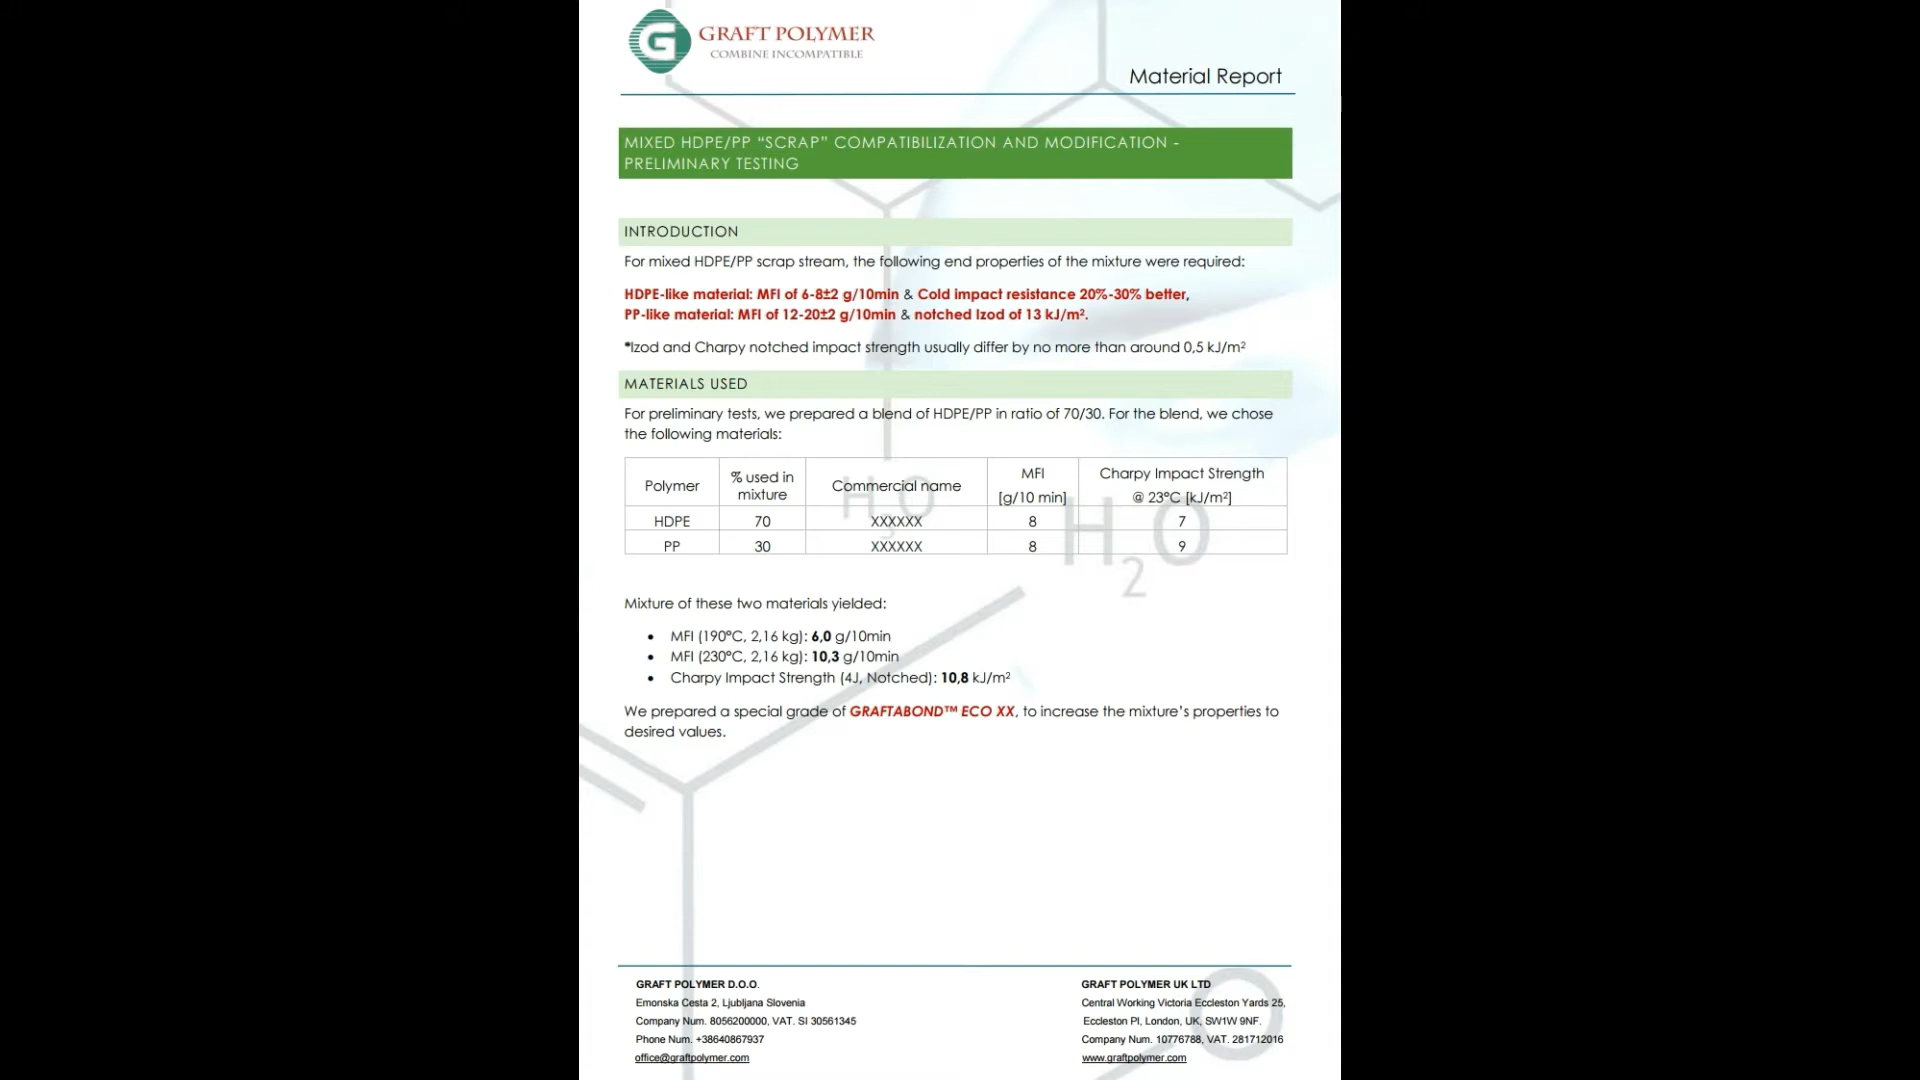 GRAFT POLYMER
COMBINE INCOMPATIBLE
Material Report
MIXED HDPE/PP “SCRAP” COMPATIBILIZATION AND MODIFICATION -
PRELIMINARY TESTING
INTRODUCTION
For mixed HDPE/PP scrap stream, the following end properties of the mixture were required:
HDPE-like material: MFI of 6-8±2 g/10min & Cold impact resistance 20%-30% better,
PP-like material: MFI of 12-20±2 g/10min & notched Izod of 13 kJ/m².
*Izod and Charpy notched impact strength usually differ by no more than around 0,5 kJ/m²
MATERIALS USED
For preliminary tests, we prepared a blend of HDPE/PP in ratio of 70/30. For the blend, we chose
the following materials:
Polymer % used in mixture Commercial name MFI [g/10 min] Charpy Impact Strength @ 23°C [kJ/m²]
HDPE 70 XXXXXX 8 7
PP 30 XXXXXX 8 9
H₃O
H₂O
Mixture of these two materials yielded:
• MFI (190°C, 2,16 kg): 6,0 g/10min
• MFI (230°C, 2,16 kg): 10,3 g/10min
• Charpy Impact Strength (4J, Notched): 10,8 kJ/m²
We prepared a special grade of GRAFTABOND™ ECO XX, to increase the mixture’s properties to
desired values.
GRAFT POLYMER D.O.O.
Emonska Cesta 2, Ljubljana Slovenia
Company Num. 8056200000, VAT. SI 30561345
Phone Num. +38640867937
office@graftpolymer.com
GRAFT POLYMER UK LTD
Central Working Victoria Eccleston Yards 25,
Eccleston Pl, London, UK, SW1W 9NF.
Company Num. 10776788, VAT. 281712016
www.graftpolymer.com